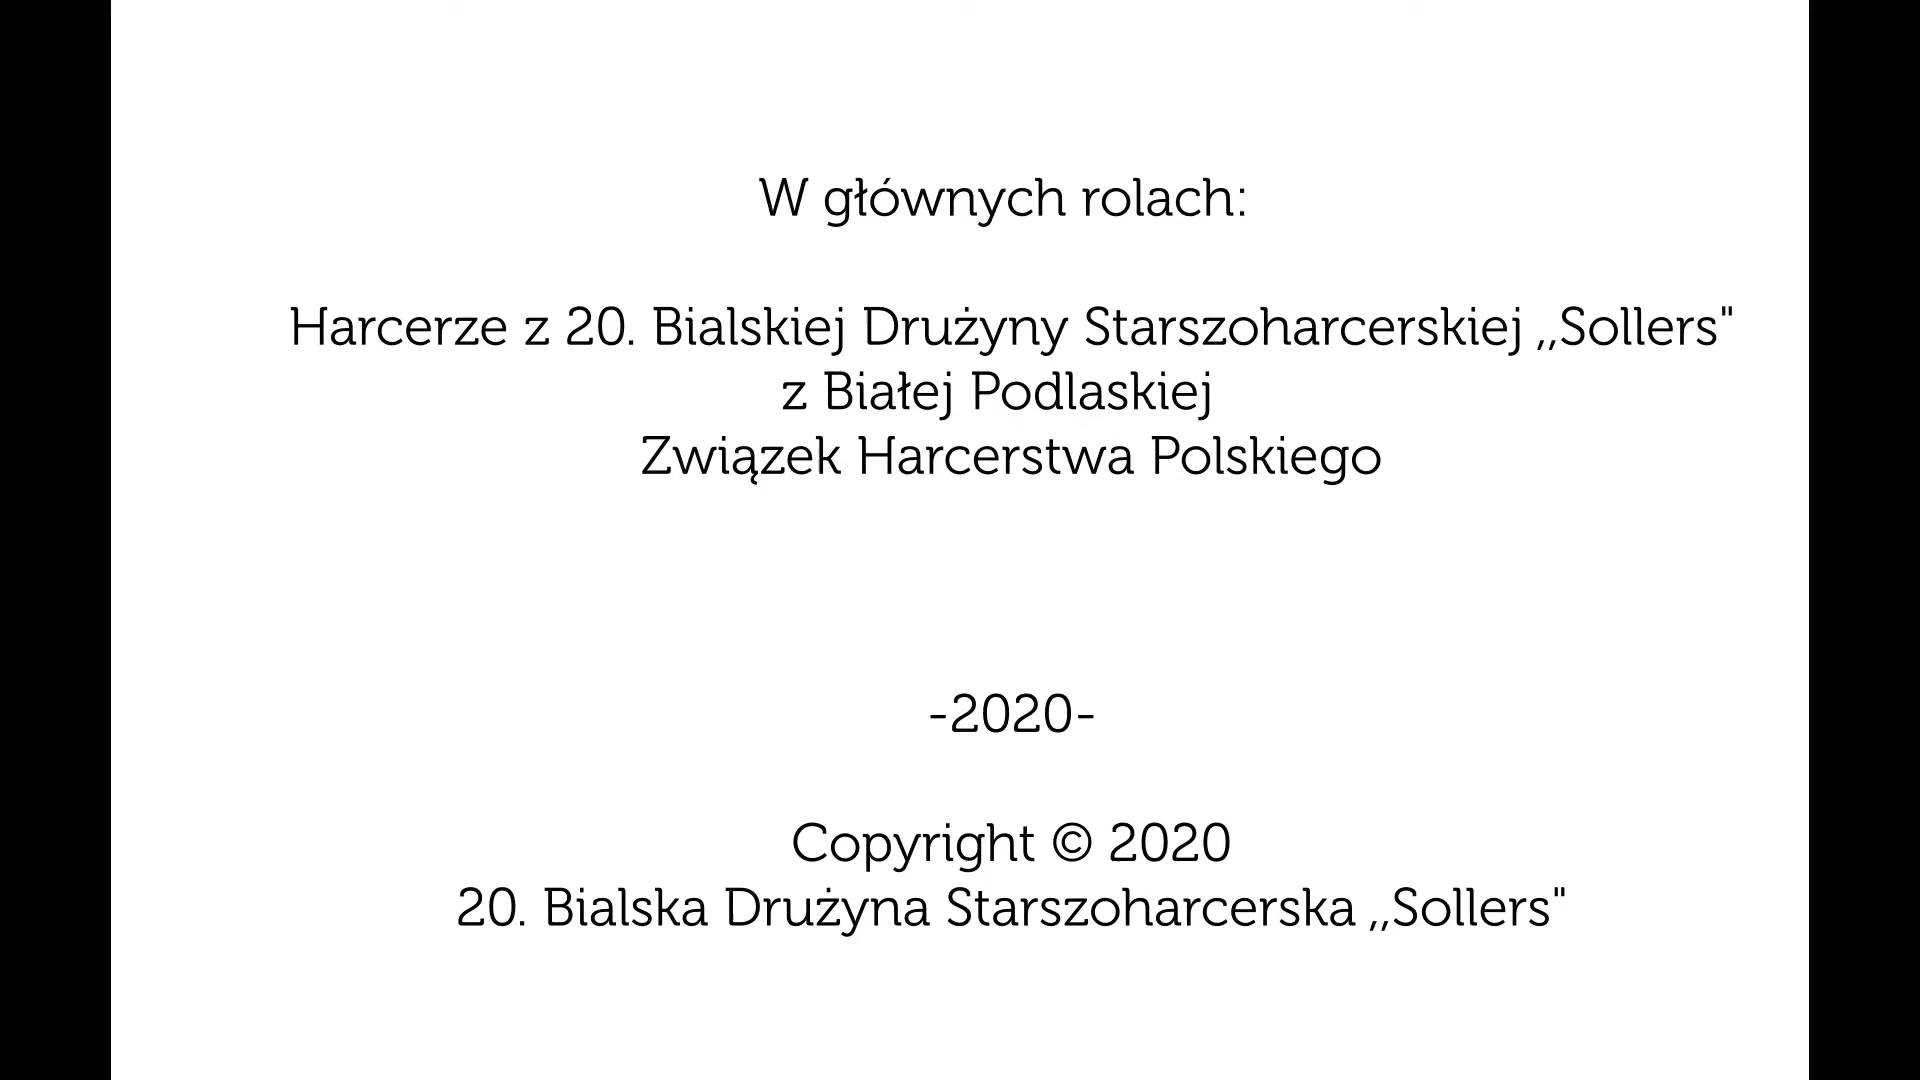 W głównych rolach:
Harcerze z 20. Bialskiej Drużyny Starszoharcerskiej ,,Sollers"
z Białej Podlaskiej
Związek Harcerstwa Polskiego
-2020-
Copyright © 2020
20. Bialska Drużyna Starszoharcerska ,,Sollers"